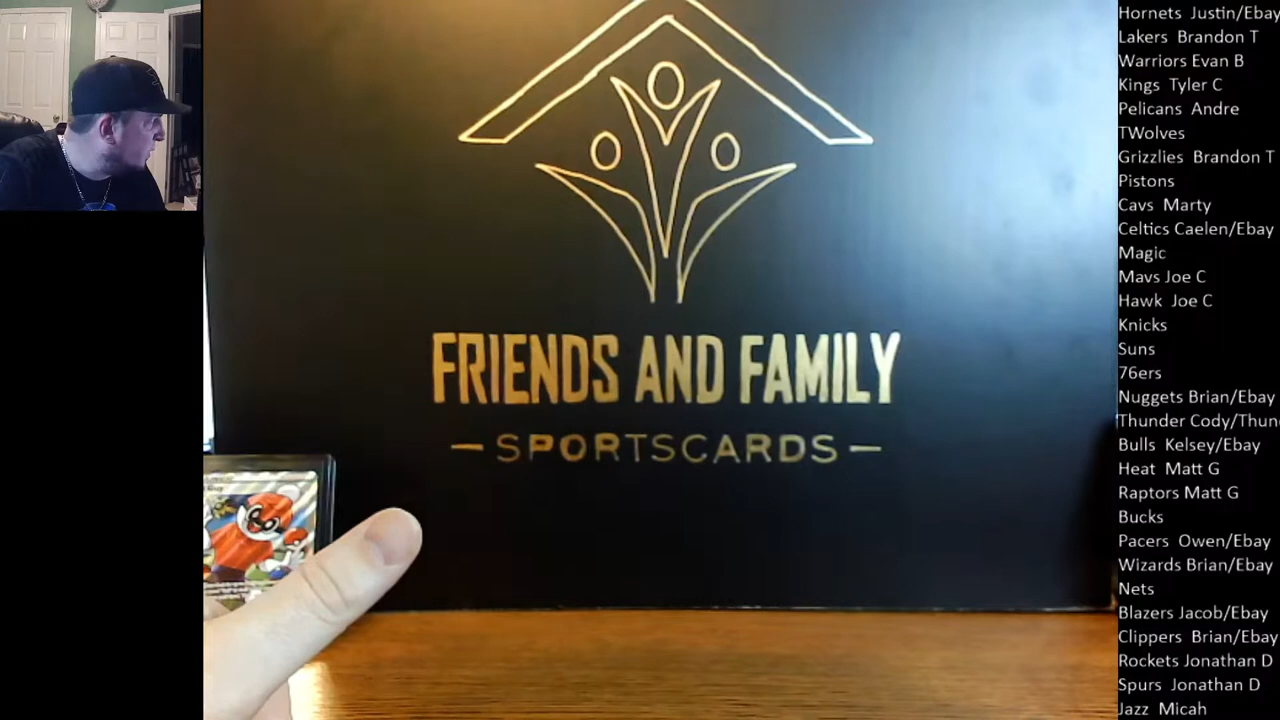 FRIENDS AND FAMILY
SPORTSCARDS
Hornets Justin/Ebay
Lakers Brandon T
Warriors Evan B
Kings Tyler C
Pelicans Andre
TWolves
Grizzlies Brandon T
Pistons
Cavs Marty
Celtics Caelen/Ebay
Magic
Mavs Joe C
Hawk Joe C
Knicks
Suns
76ers
Nuggets Brian/Ebay
Thunder Cody/Thun
Bulls Kelsey/Ebay
Heat Matt G
Raptors Matt G
Bucks
Pacers Owen/Ebay
Wizards Brian/Ebay
Nets
Blazers Jacob/Ebay
Clippers Brian/Ebay
Rockets Jonathan D
Spurs Jonathan D
Jazz Micah